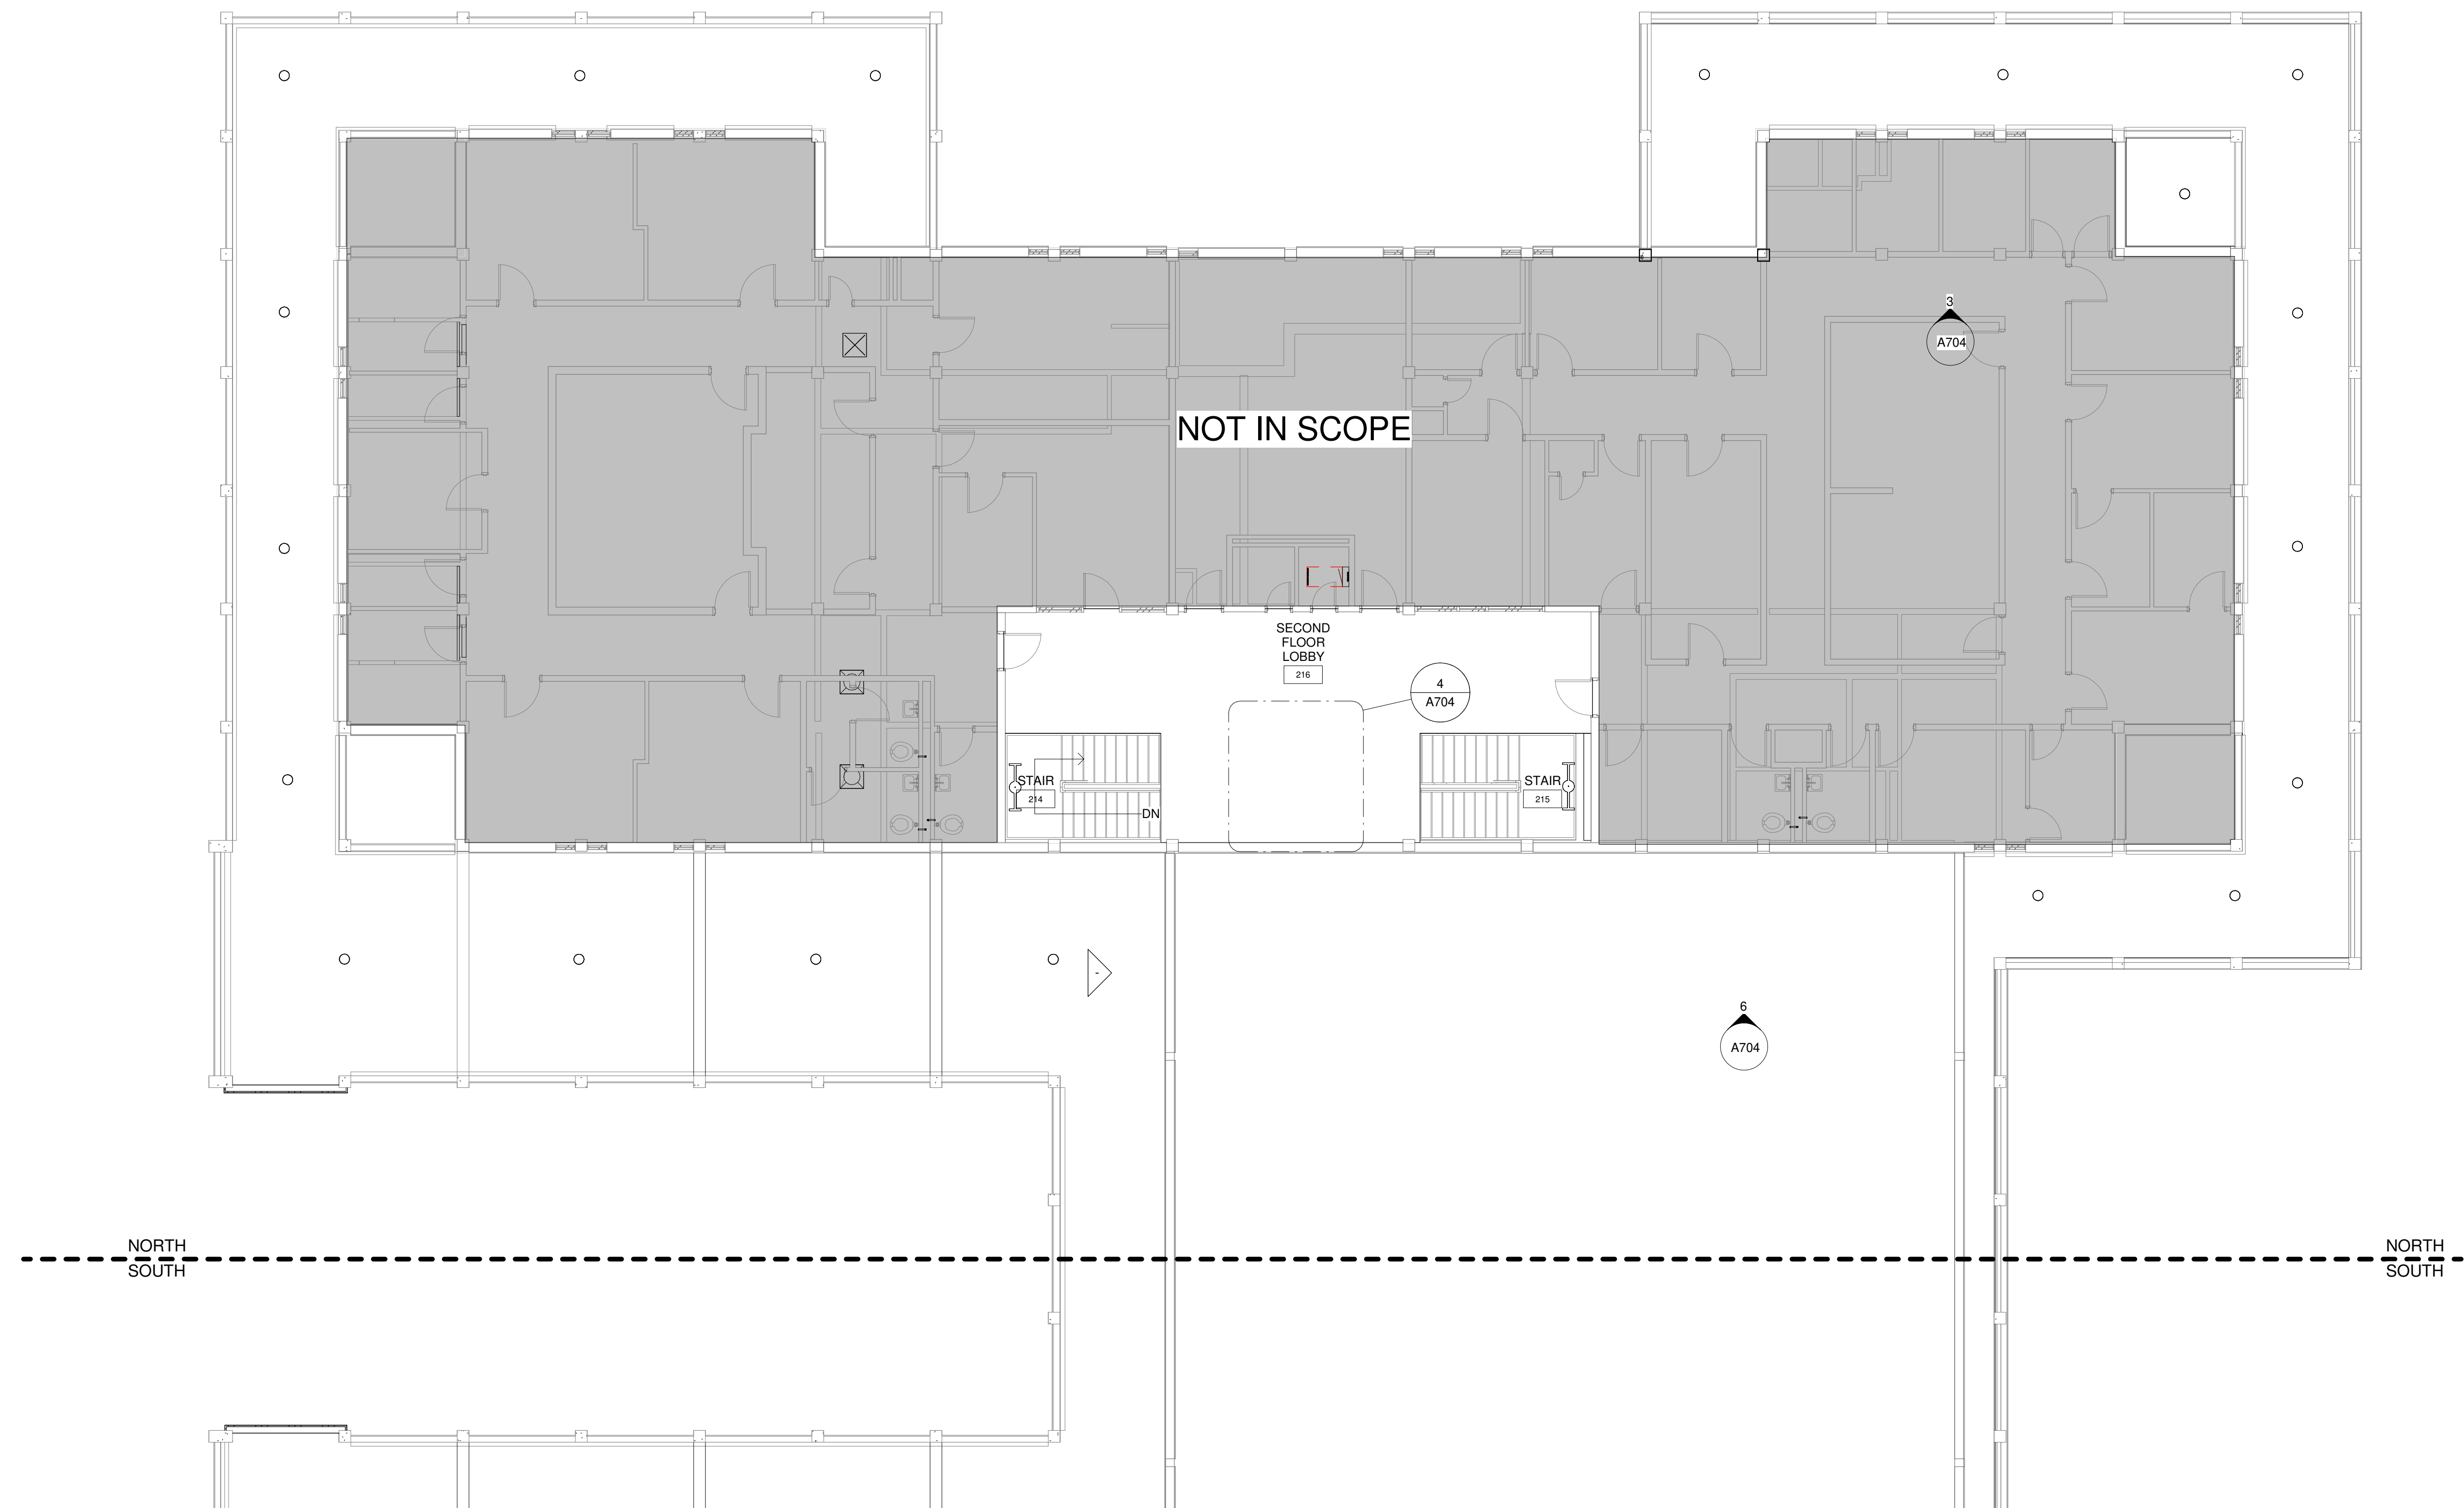 3
A704
NOT IN SCOPE
SECOND
FLOOR
LOBBY
216
4
A704
STAIR
214
DN
STAIR
215
-
6
A704
NORTH
SOUTH
NORTH
SOUTH